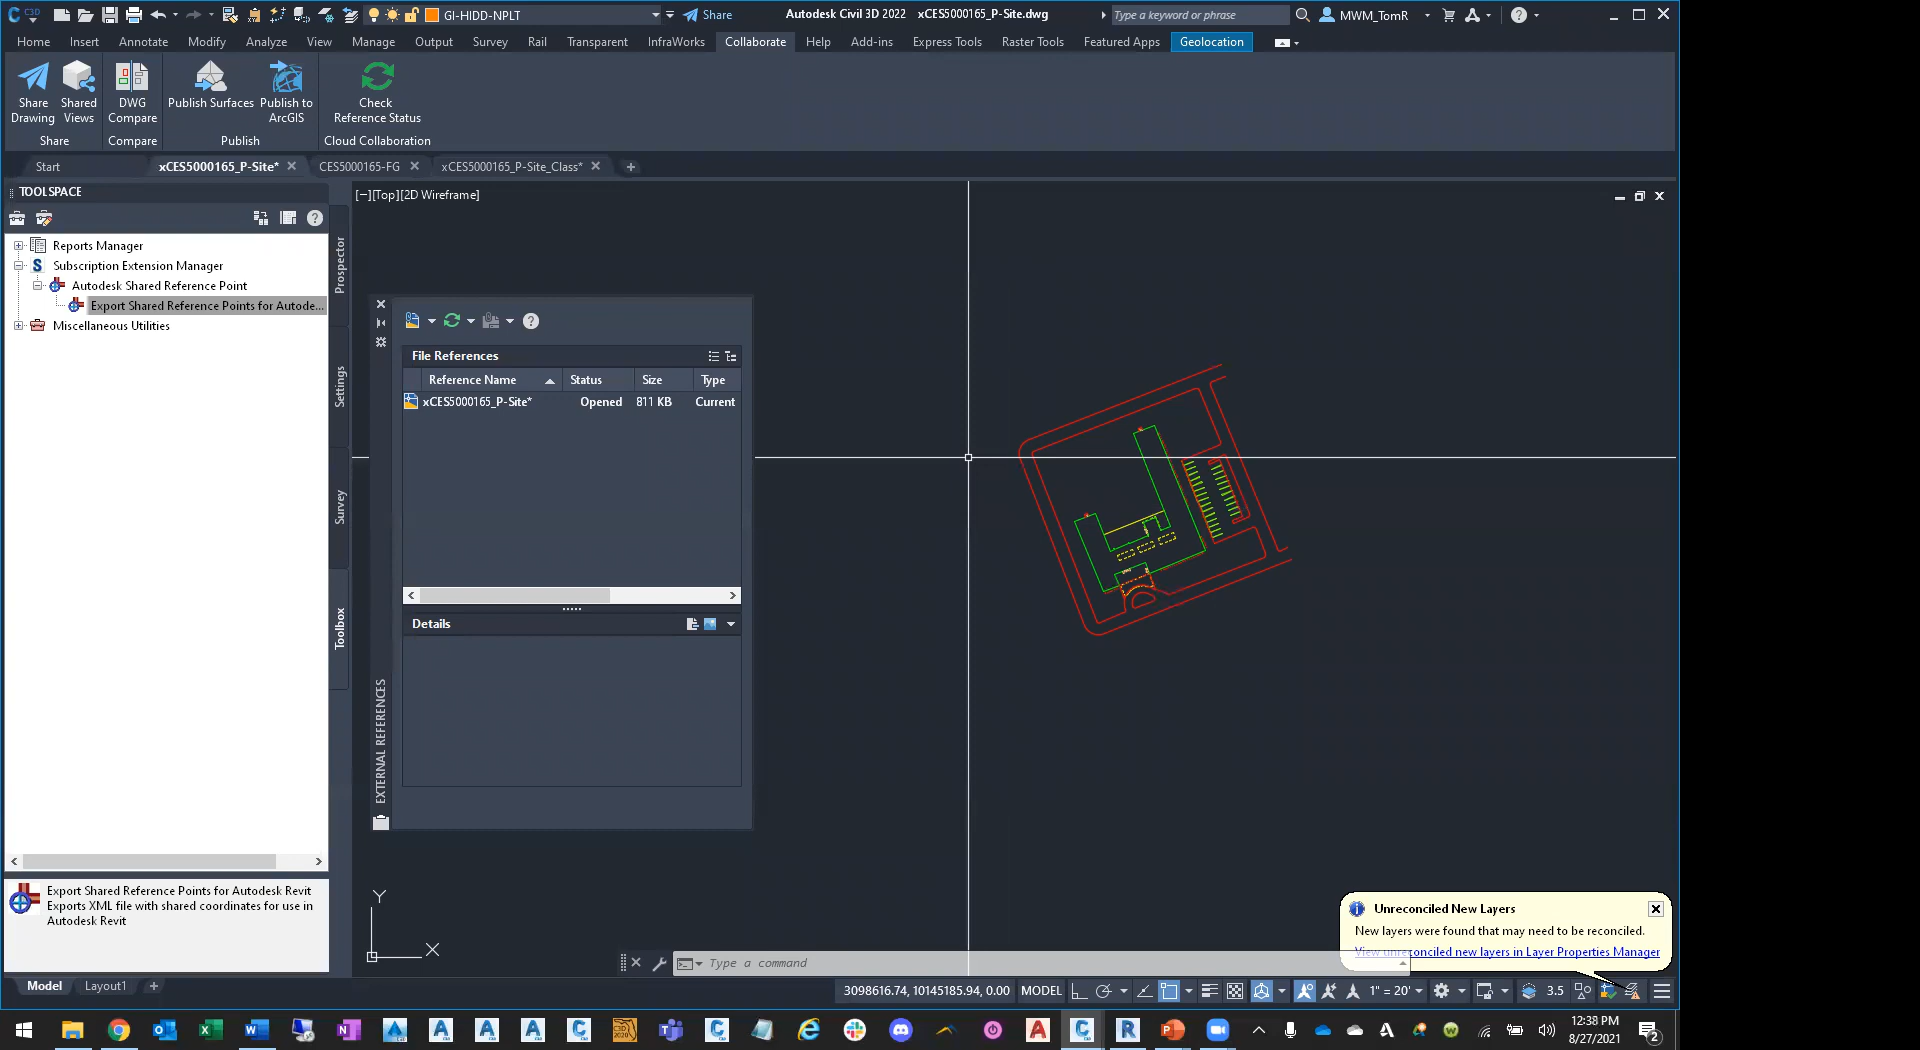 GI-HIDD-NPLT
Share
Autodesk Civil 3D 2022 xCES5000165_P-Site.dwg
Type a keyword or phrase
MWM_TomR
Home Insert Annotate Modify Analyze View Manage Output Survey Rail Transparent InfraWorks Collaborate Help Add-ins Express Tools Raster Tools Featured Apps Geolocation
Share Drawing
Shared Views
DWG Compare
Publish Surfaces
Publish to ArcGIS
Check Reference Status
Share
Compare
Publish
Cloud Collaboration
Start
xCES5000165_P-Site*
CES5000165-FG
xCES5000165_P-Site_Class*
TOOLSPACE
Reports Manager
Subscription Extension Manager
Autodesk Shared Reference Point
Export Shared Reference Points for Autode...
Miscellaneous Utilities
Prospector
Settings
Survey
Toolbox
Export Shared Reference Points for Autodesk Revit
Exports XML file with shared coordinates for use in
Autodesk Revit
[−][Top][2D Wireframe]
File References
Reference Name Status Size Type
xCES5000165_P-Site* Opened 811 KB Current
Details
EXTERNAL REFERENCES
Y
X
Type a command
Unreconciled New Layers
New layers were found that may need to be reconciled.
View unreconciled new layers in Layer Properties Manager
Model Layout1
3098616.74, 10145185.94, 0.00 MODEL
1" = 20'
3.5
12:38 PM
8/27/2021
2